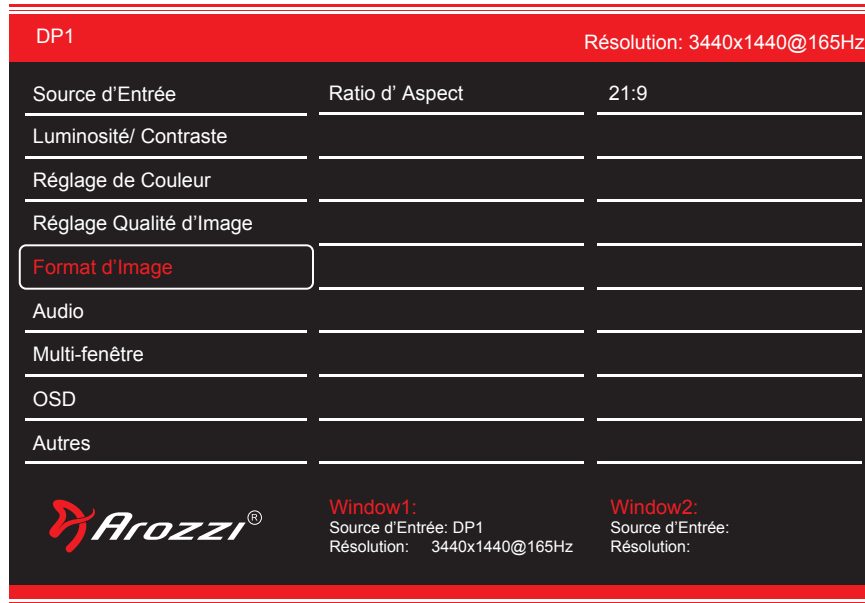 DP1
Résolution: 3440x1440@165Hz
Source d’Entrée
Ratio d’ Aspect
21:9
Luminosité/ Contraste
Réglage de Couleur
Réglage Qualité d’Image
Format d’Image
Audio
Multi-fenêtre
OSD
Autres
Arozzi®
Window1:
Source d’Entrée: DP1
Résolution: 3440x1440@165Hz
Window2:
Source d’Entrée:
Résolution: